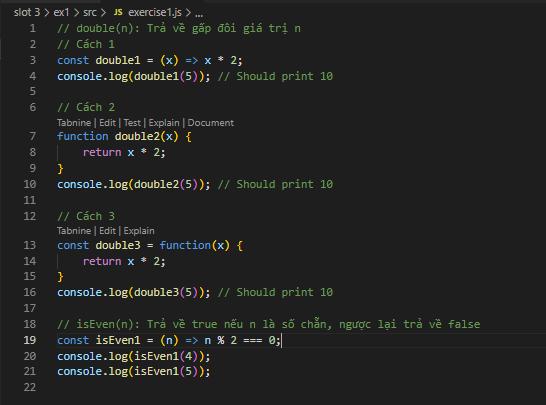 slot 3 > ex1 > src > JS exercise1.js > ...
1 // double(n): Trả về gấp đôi giá trị n
2 // Cách 1
3 const double1 = (x) => x * 2;
4 console.log(double1(5)); // Should print 10
5
6 // Cách 2
Tabnine | Edit | Test | Explain | Document
7 function double2(x) {
8 return x * 2;
9 }
10 console.log(double2(5)); // Should print 10
11
12 // Cách 3
Tabnine | Edit | Explain
13 const double3 = function(x) {
14 return x * 2;
15 }
16 console.log(double3(5)); // Should print 10
17
18 // isEven(n): Trả về true nếu n là số chẵn, ngược lại trả về false
19 const isEven1 = (n) => n % 2 === 0;
20 console.log(isEven1(4));
21 console.log(isEven1(5));
22